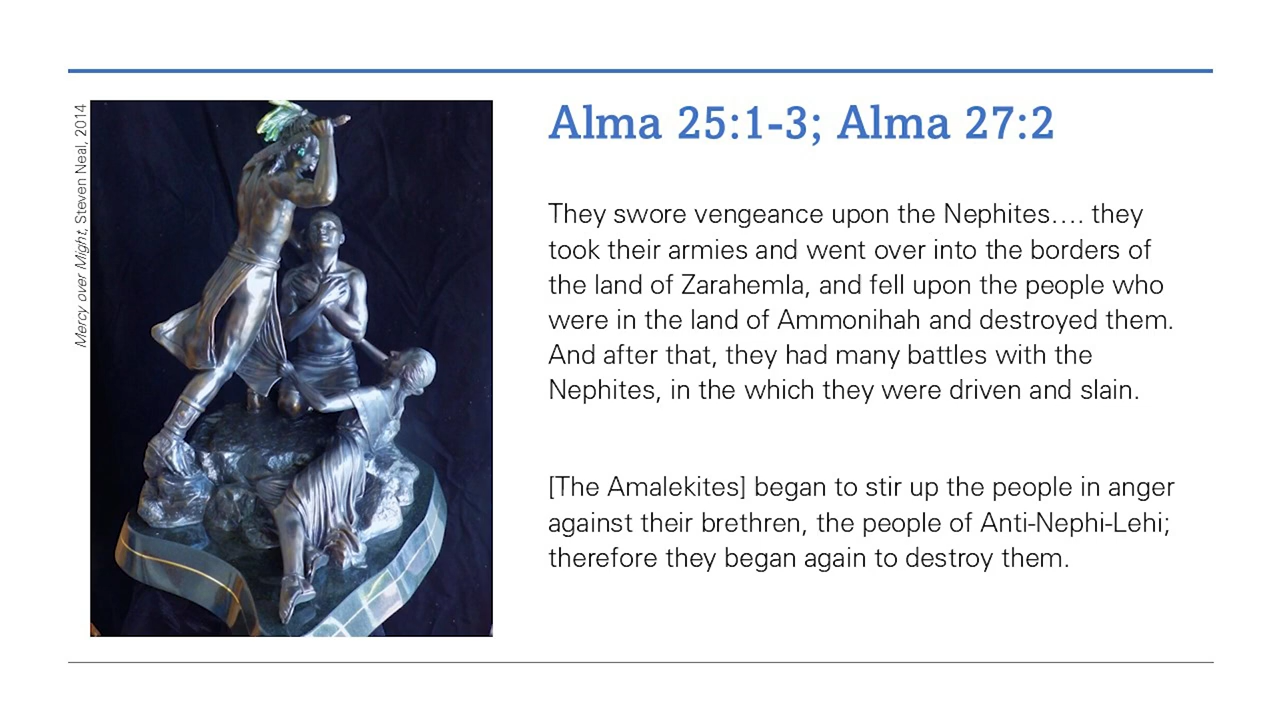 Mercy over Might, Steven Neal, 2014
Alma 25:1-3; Alma 27:2
They swore vengeance upon the Nephites…. they
took their armies and went over into the borders of
the land of Zarahemla, and fell upon the people who
were in the land of Ammonihah and destroyed them.
And after that, they had many battles with the
Nephites, in the which they were driven and slain.
[The Amalekites] began to stir up the people in anger
against their brethren, the people of Anti-Nephi-Lehi;
therefore they began again to destroy them.